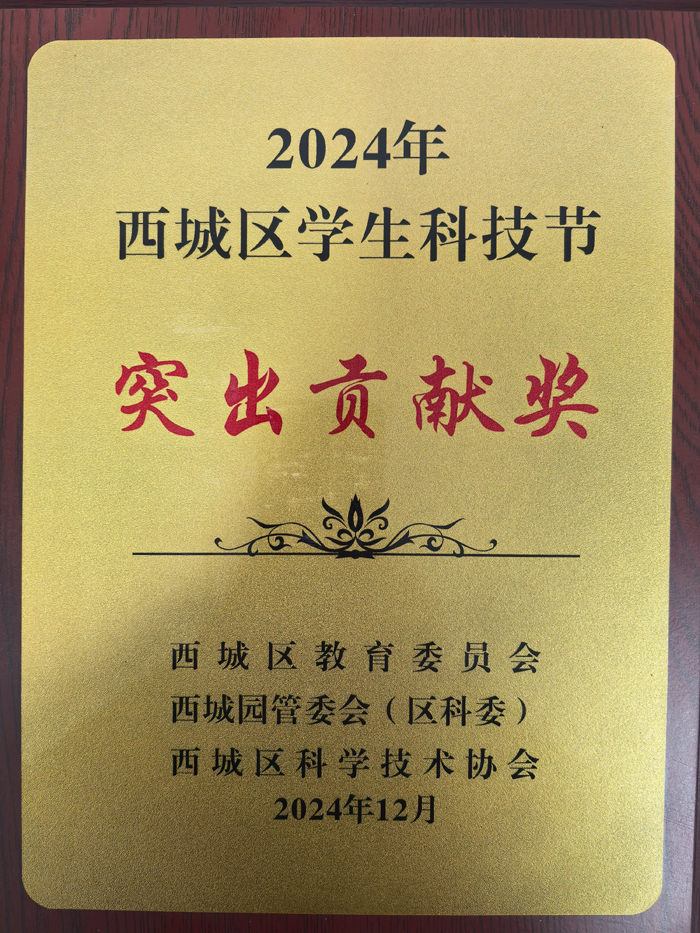 2024年
西城区学生科技节
突出贡献奖
西城区教育委员会
西城园管委会（区科委）
西城区科学技术协会
2024年12月